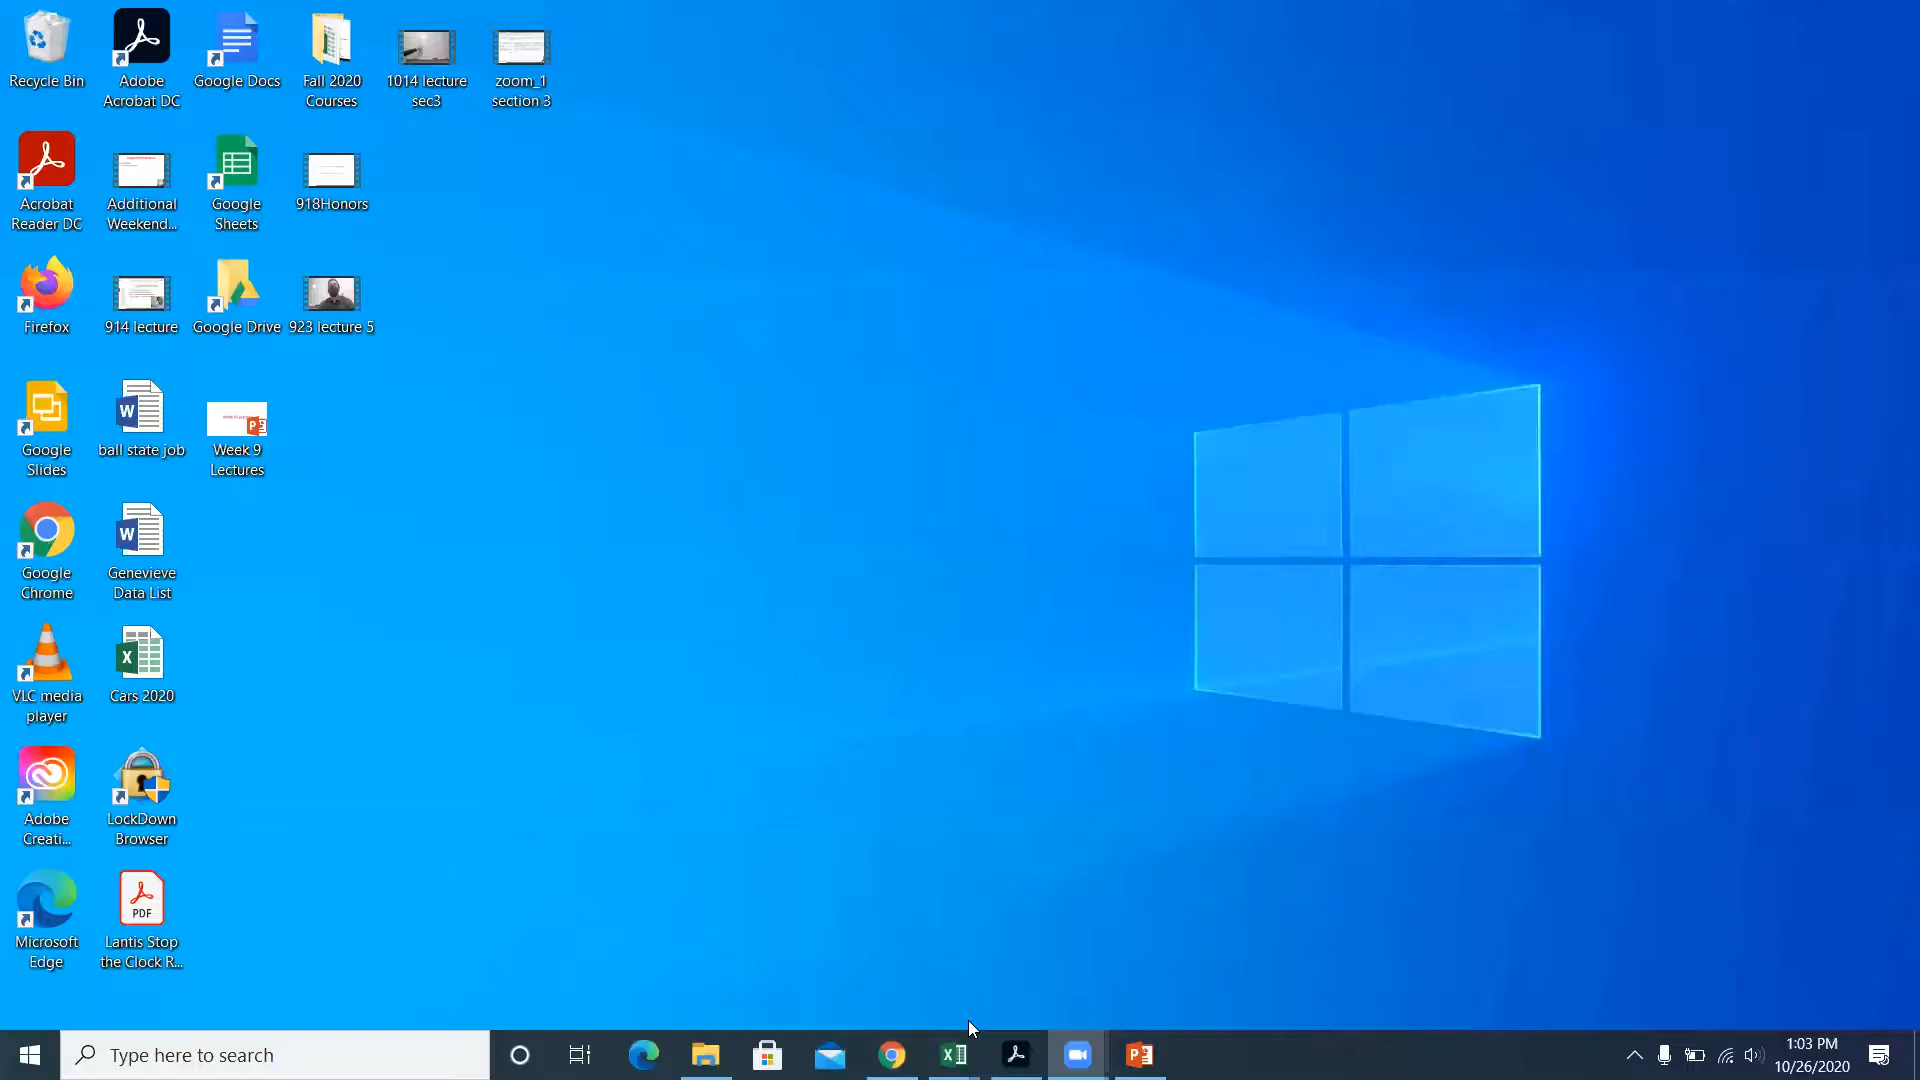 Recycle Bin
Adobe
Acrobat DC
Google Docs
Fall 2020
Courses
1014 lecture
sec3
zoom_1
section 3
Acrobat
Reader DC
Additional
Weekend...
Google
Sheets
918Honors
Firefox
914 lecture
Google Drive
923 lecture 5
Google
Slides
ball state job
Week 9
Lectures
Google
Chrome
Genevieve
Data List
VLC media
player
Cars 2020
Adobe
Creati...
LockDown
Browser
Microsoft
Edge
PDF
Lantis Stop
the Clock R...
Type here to search
1:03 PM
10/26/2020